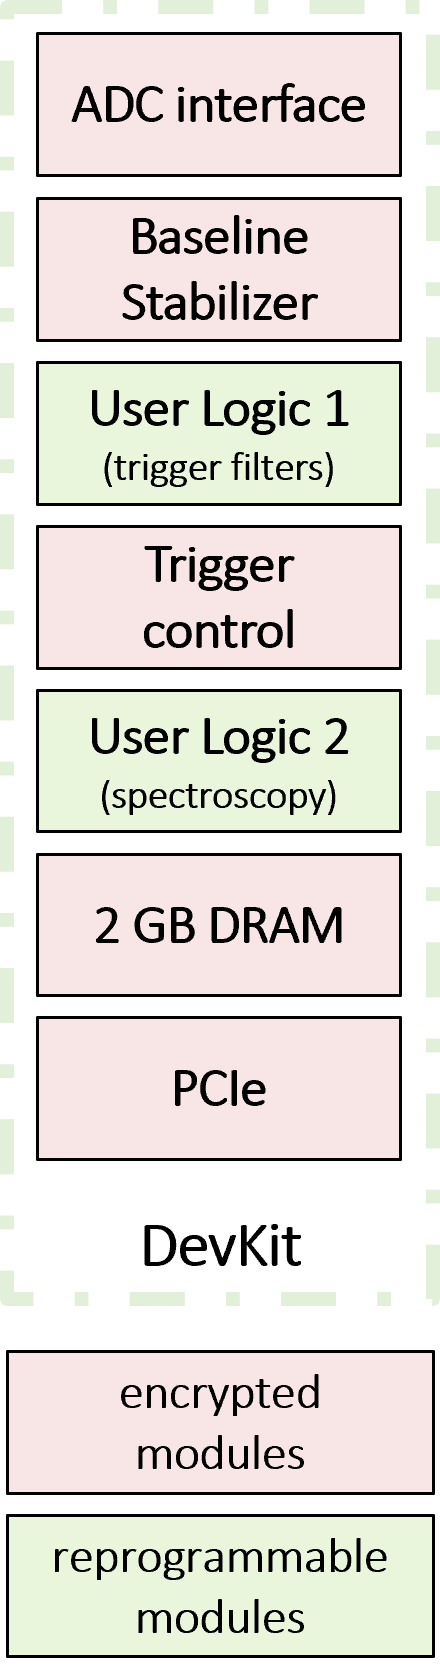 ADC interface
Baseline
Stabilizer
User Logic 1
(trigger filters)
Trigger
control
User Logic 2
(spectroscopy)
2 GB DRAM
PCIe
DevKit
encrypted
modules
reprogrammable
modules